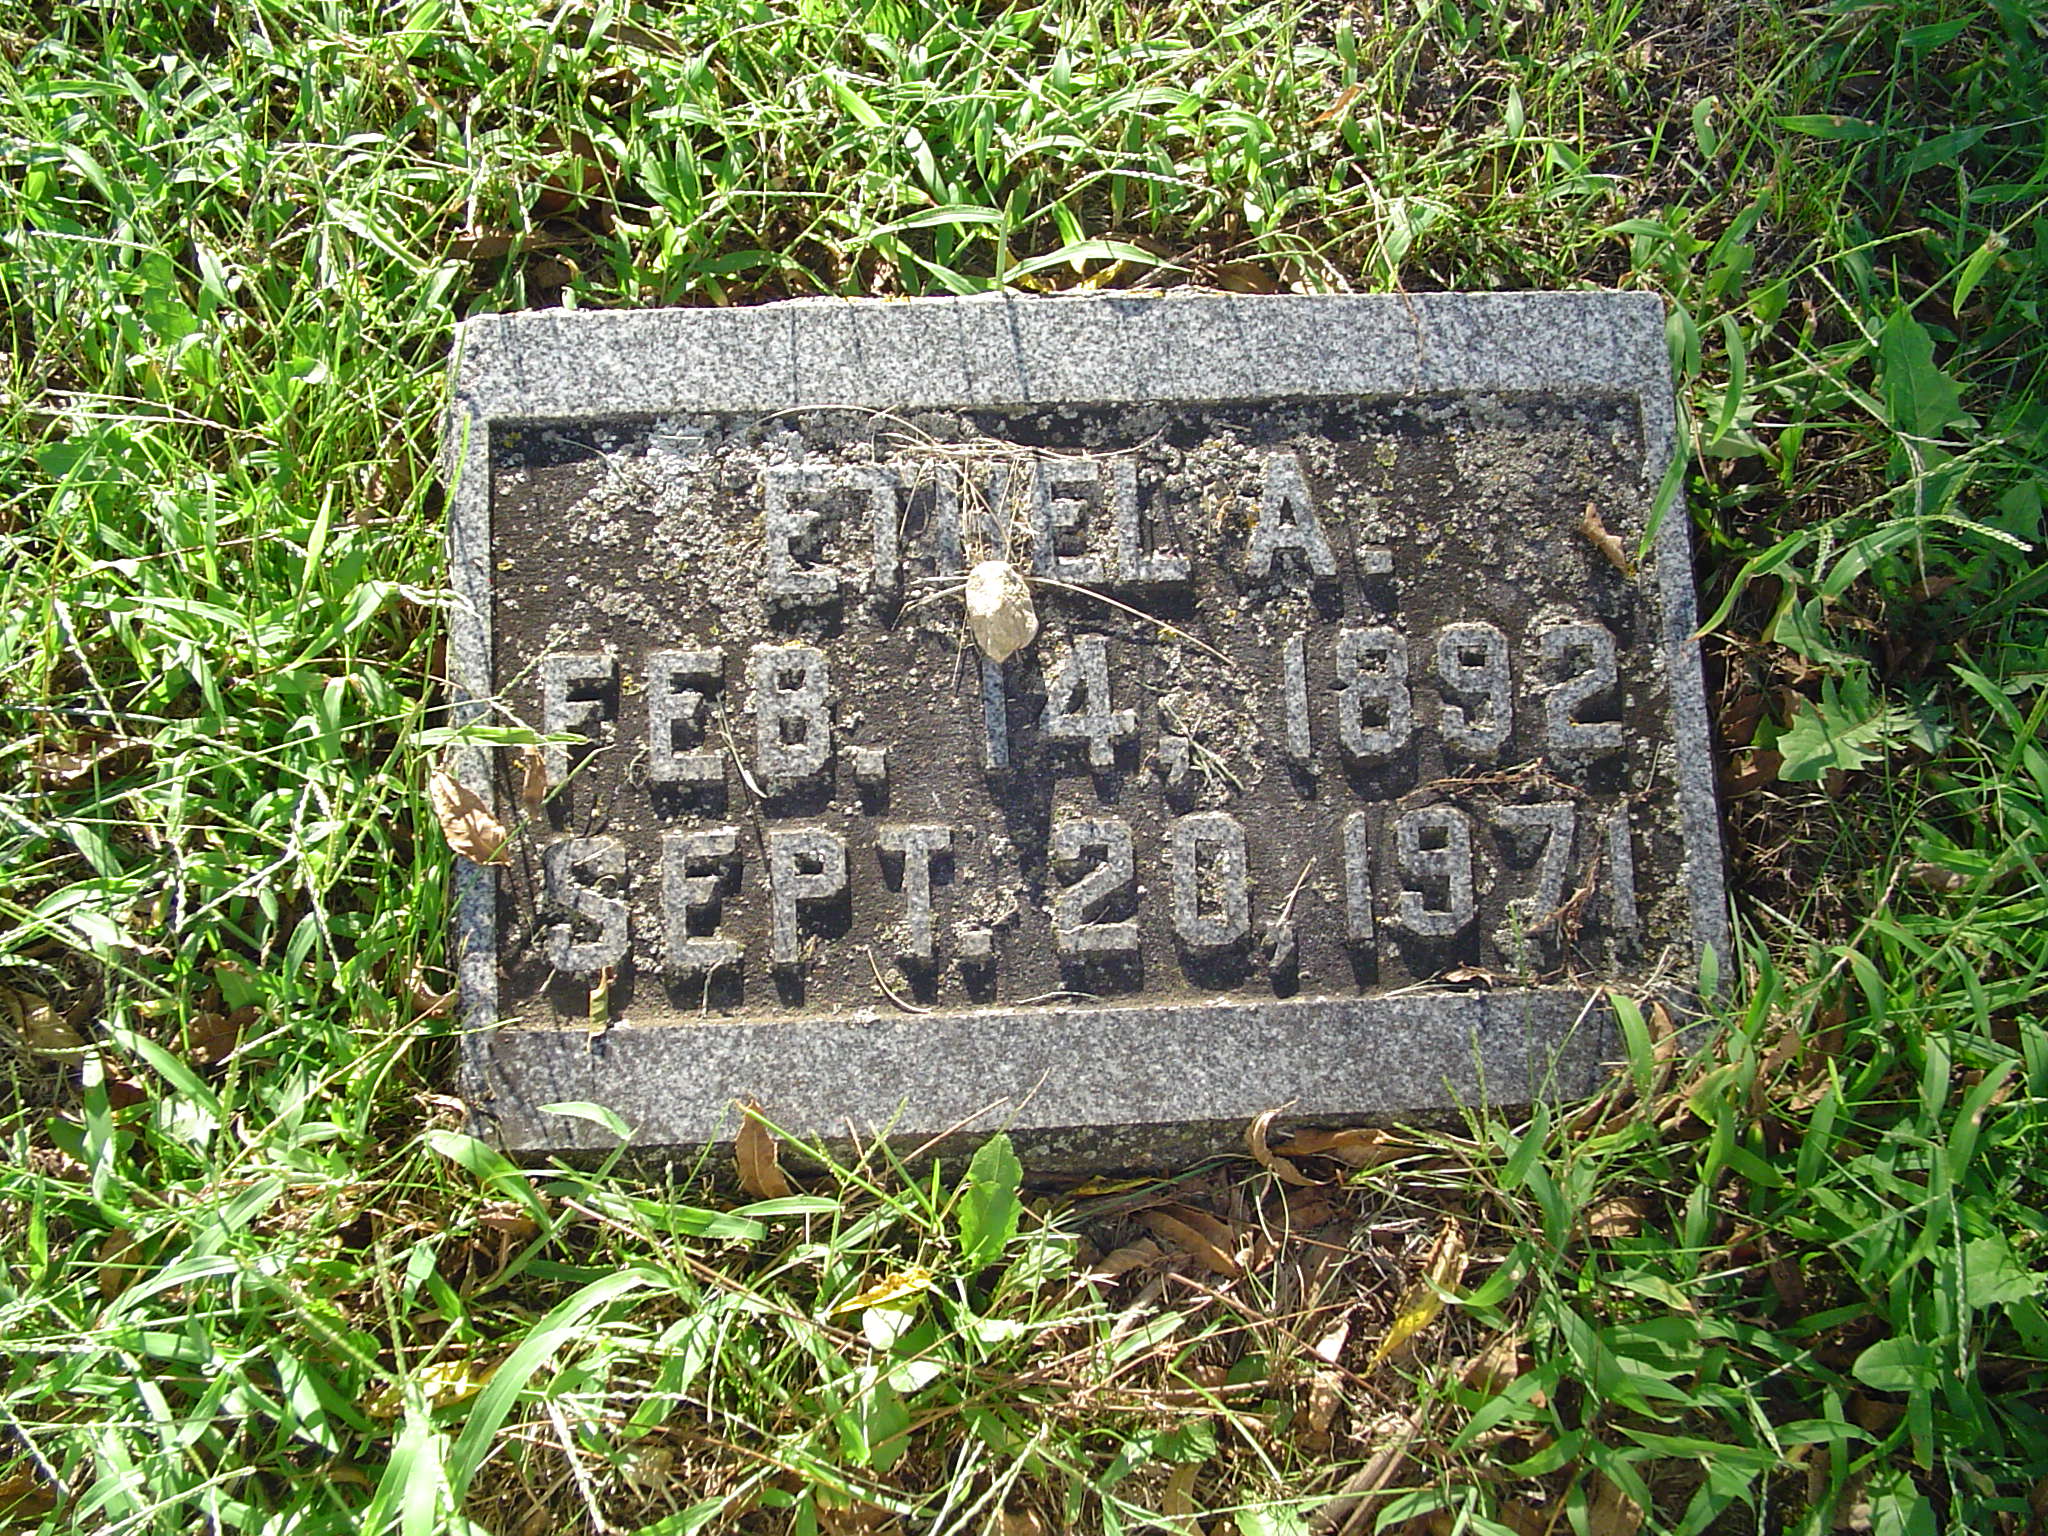 ETHEL A.
FEB. 14, 1892
SEPT. 20, 1971